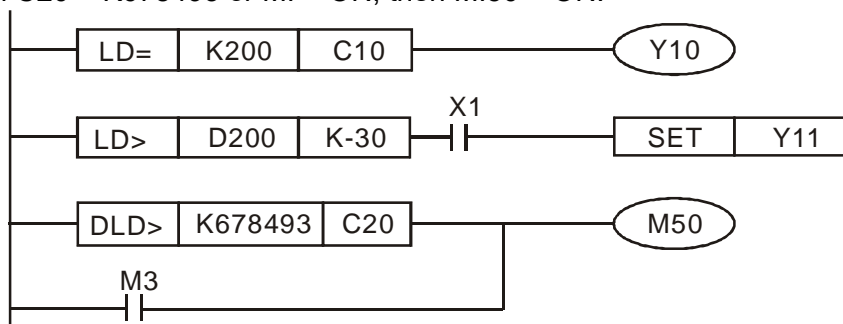 LD= K200 C10 Y10
X1
LD> D200 K-30 SET Y11
DLD> K678493 C20 M50
M3